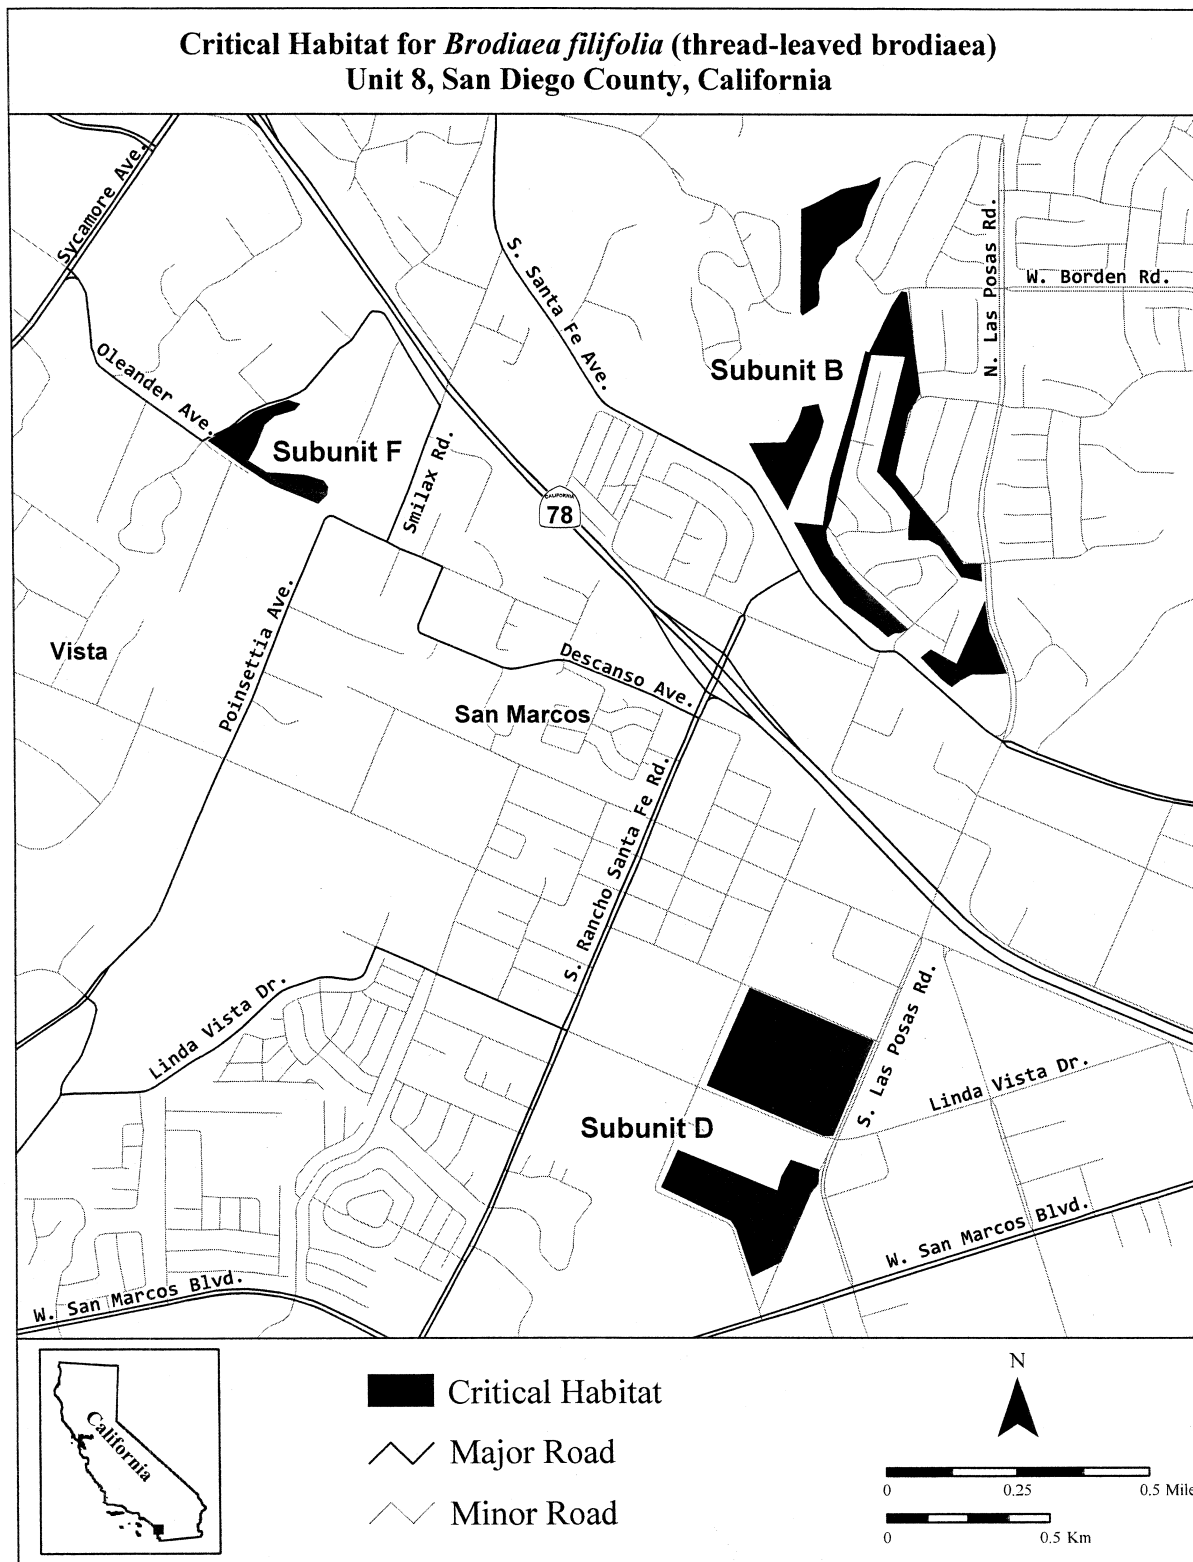 Critical Habitat for Brodiaea filifolia (thread-leaved brodiaea)
Unit 8, San Diego County, California
Sycamore Ave.
S. Santa Fe Ave.
N. Las Posas Rd.
W. Borden Rd.
Oleander Ave.
Subunit B
Subunit F
Smilax Rd.
CALIFORNIA
78
Poinsettia Ave.
Vista
Descanso Ave.
San Marcos
S. Rancho Santa Fe Rd.
Linda Vista Dr.
S. Las Posas Rd.
Linda Vista Dr.
Subunit D
W. San Marcos Blvd.
W. San Marcos Blvd.
California
Critical Habitat
Major Road
Minor Road
N
0 0.25 0.5 Mile
0 0.5 Km